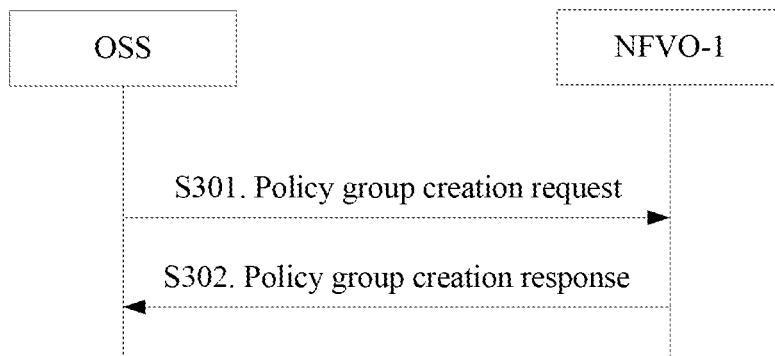 OSS
NFVO-1
S301. Policy group creation request
S302. Policy group creation response